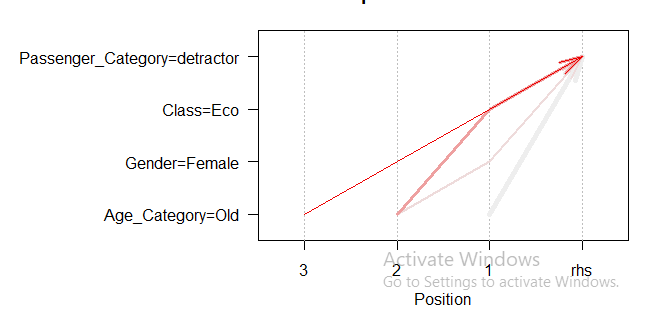 Passenger_Category=detractor
Class=Eco
Gender=Female
Age_Category=Old
3 2 1 rhs
Activate Windows
Go to Settings to activate Windows.
Position